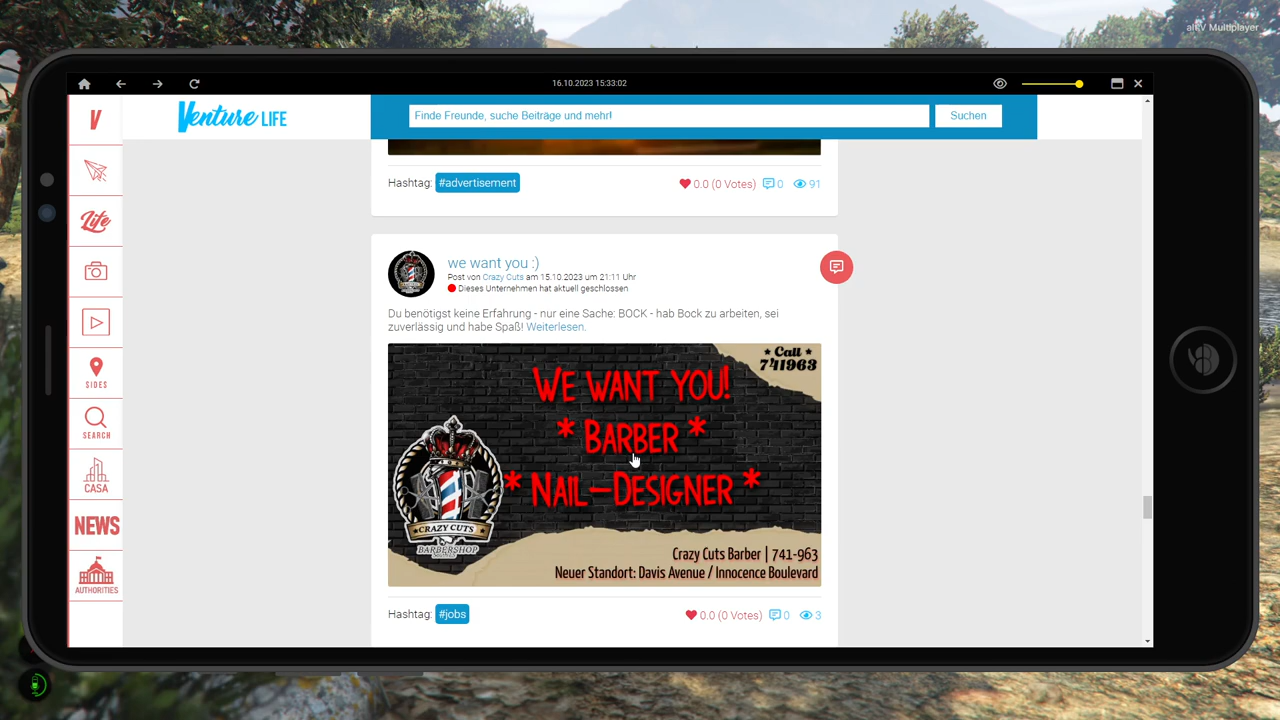 alt:V Multiplayer
16.10.2023 15:33:02
V
Venture LIFE
Finde Freunde, suche Beiträge und mehr!
Suchen
Hashtag: #advertisement
0.0 (0 Votes) 0 91
Life
we want you :)
Post von Crazy Cuts am 15.10.2023 um 21:11 Uhr
Dieses Unternehmen hat aktuell geschlossen
Du benötigst keine Erfahrung - nur eine Sache: BOCK - hab Bock zu arbeiten, sei
zuverlässig und habe Spaß! Weiterlesen.
SIDES
SEARCH
CASA
NEWS
AUTHORITIES
* Call *
741963
WE WANT YOU!
* BARBER *
* NAIL-DESIGNER *
CRAZY CUTS
BARBERSHOP
Crazy Cuts Barber | 741-963
Neuer Standort: Davis Avenue / Innocence Boulevard
Hashtag: #jobs
0.0 (0 Votes) 0 3